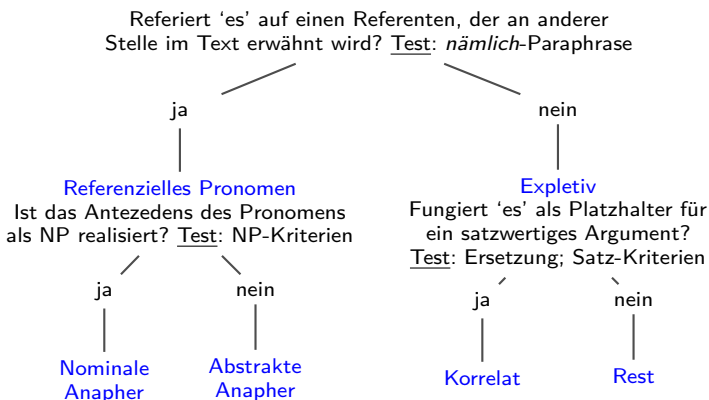 Referiert ‘es’ auf einen Referenten, der an anderer
Stelle im Text erwähnt wird? Test: nämlich-Paraphrase
ja
nein
Referenzielles Pronomen
Ist das Antezedens des Pronomens
als NP realisiert? Test: NP-Kriterien
Expletiv
Fungiert ‘es’ als Platzhalter für
ein satzwertiges Argument?
Test: Ersetzung; Satz-Kriterien
ja
nein
ja
nein
Nominale
Anapher
Abstrakte
Anapher
Korrelat
Rest